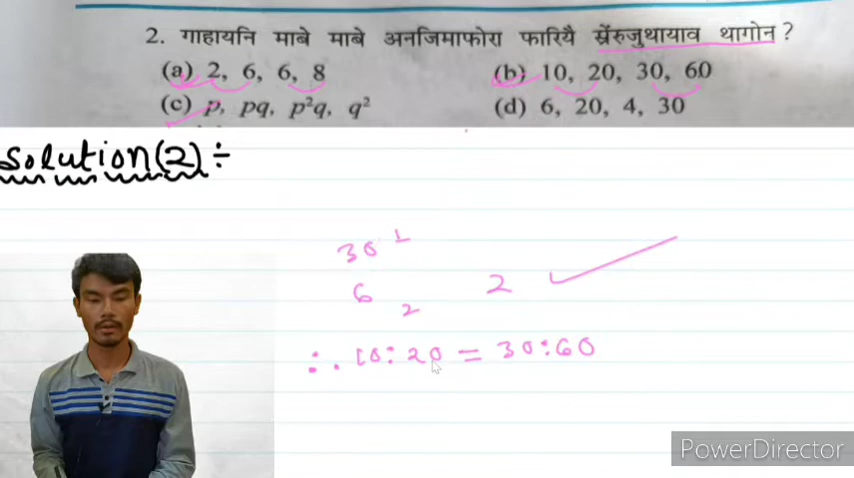 2. गाहायनि माबे माबे अनजिमाफोरा फारियै स्रेंरुजुथायाव थागोन ?
(a) 2, 6, 6, 8
(b) 10, 20, 30, 60
(c) p, pq, p²q, q²
(d) 6, 20, 4, 30
Solution(2)÷
30 1
6 2
2
∴ 10:20 = 30:60
PowerDirector